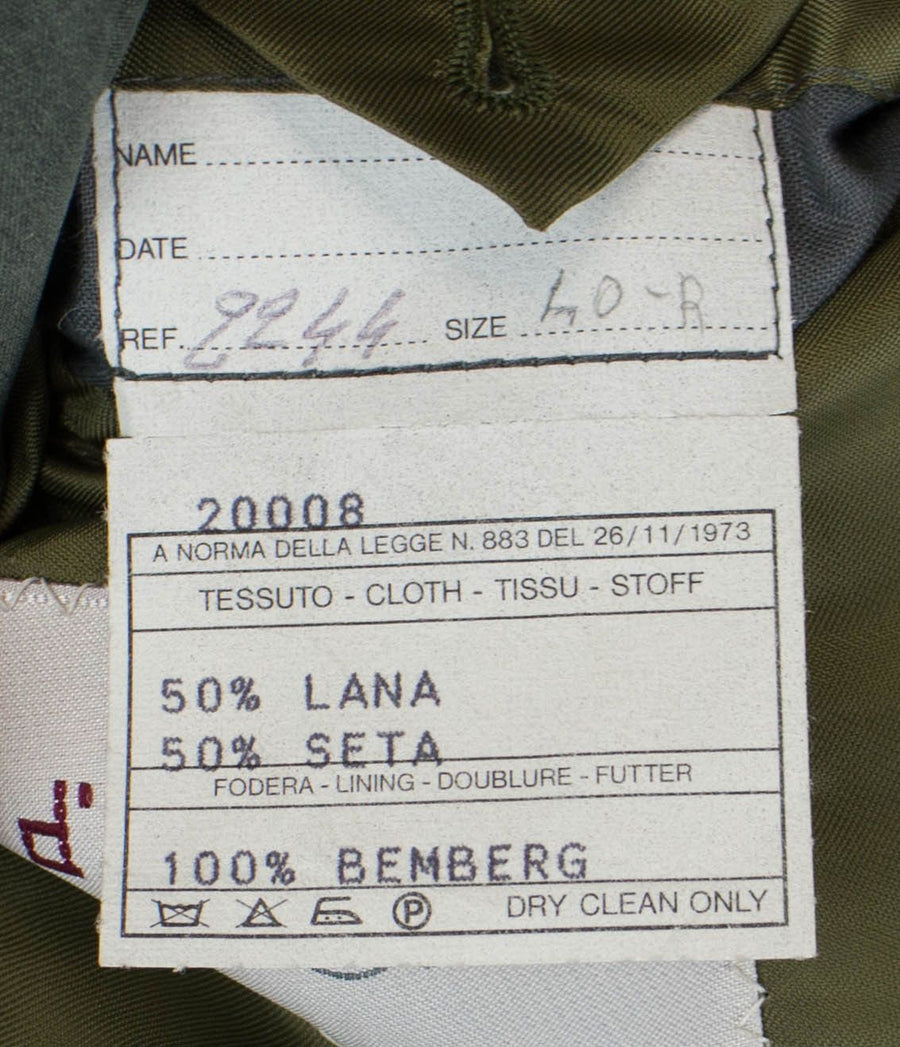 NAME
DATE
REF. 2244 SIZE 40-R
20008
A NORMA DELLA LEGGE N. 883 DEL 26/11/1973
TESSUTO - CLOTH - TISSU - STOFF
50% LANA
50% SETA
FODERA - LINING - DOUBLURE - FUTTER
100% BEMBERG
P DRY CLEAN ONLY